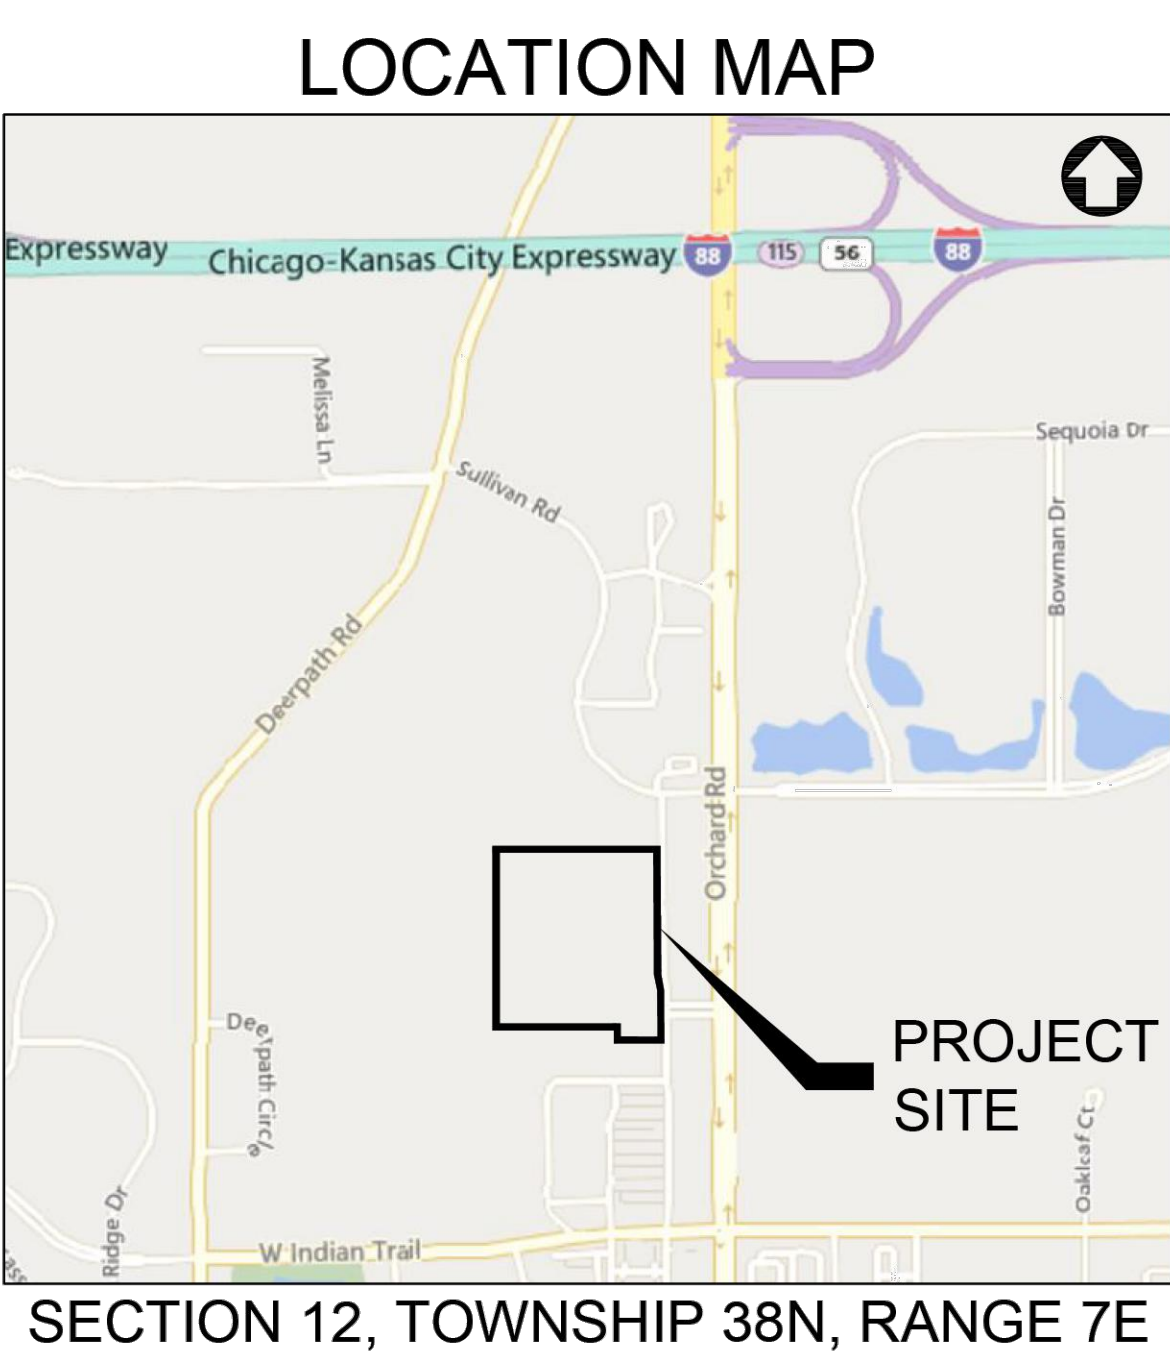 LOCATION MAP
Expressway
Chicago-Kansas City Expressway
88
115
56
88
Melissa Ln
Sequoia Dr
Sullivan Rd
Bowman Dr
Deerpath Rd
Orchard Rd
PROJECT
SITE
Deerpath Circle
Oakleaf Ct
Ridge Dr
W Indian Trail
SECTION 12, TOWNSHIP 38N, RANGE 7E